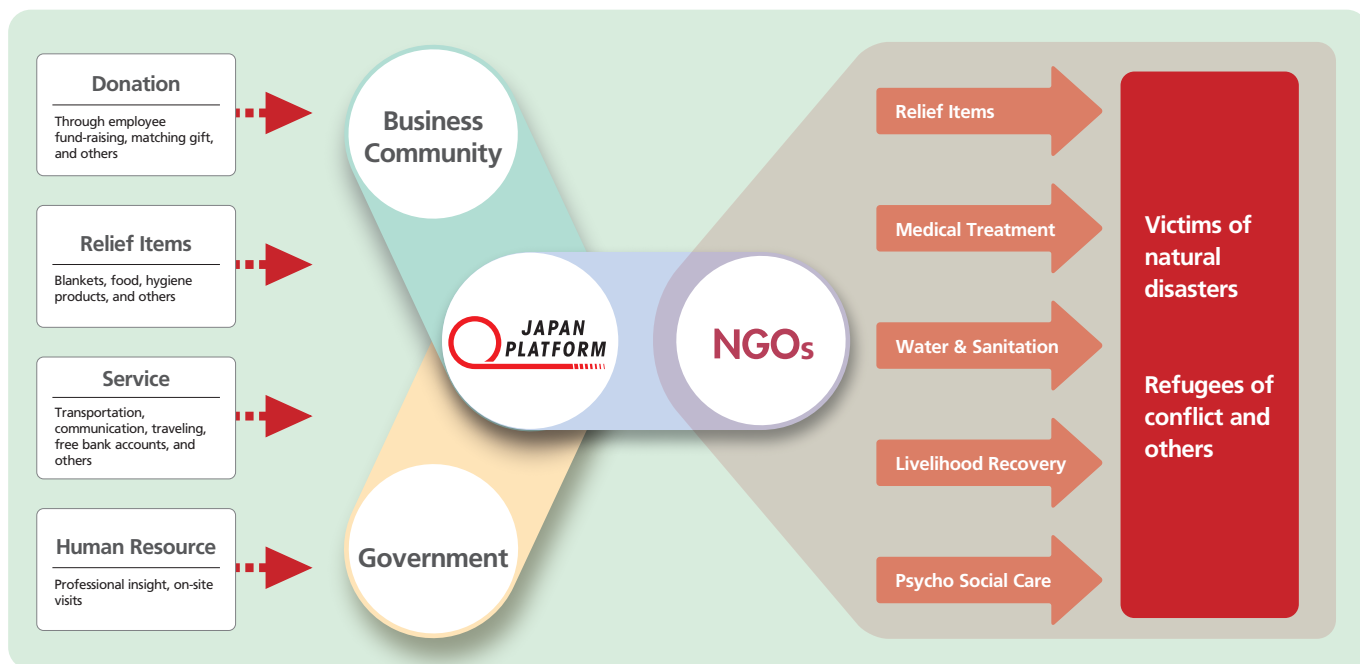 Donation
Through employee
fund-raising, matching gift,
and others
Relief Items
Blankets, food, hygiene
products, and others
Service
Transportation,
communication, traveling,
free bank accounts, and
others
Human Resource
Professional insight, on-site
visits
Business
Community
JAPAN
PLATFORM
Government
NGOs
Relief Items
Medical Treatment
Water & Sanitation
Livelihood Recovery
Psycho Social Care
Victims of
natural
disasters
Refugees of
conflict and
others